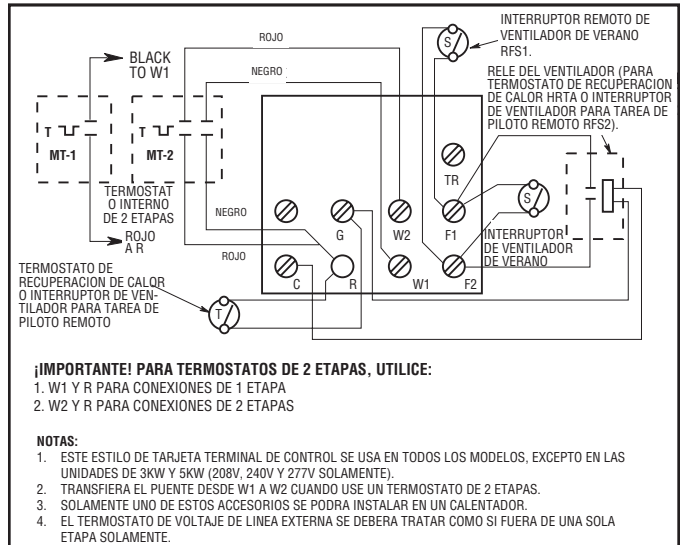 INTERRUPTOR REMOTO DE
VENTILADOR DE VERANO
RFS1.
ROJO
S
BLACK
TO W1
NEGRO
RELE DEL VENTILADOR (PARA
TERMOSTATO DE RECUPERACION
DE CALOR HRTA O INTERRUPTOR
DE VENTILADOR PARA TAREA DE
PILOTO REMOTO RFS2).
T
MT-1
T
MT-2
TR
TERMOSTAT
O INTERNO
DE 2 ETAPAS
NEGRO
G
W2
F1
S
INTERRUPTOR
DE VENTILADOR
DE VERANO
ROJO
A R
ROJO
C
R
W1
F2
TERMOSTATO DE
RECUPERACION DE CALOR
O INTERRUPTOR DE VEN-
TILADOR PARA TAREA DE
PILOTO REMOTO
T
¡IMPORTANTE! PARA TERMOSTATOS DE 2 ETAPAS, UTILICE:
1. W1 Y R PARA CONEXIONES DE 1 ETAPA
2. W2 Y R PARA CONEXIONES DE 2 ETAPAS
NOTAS:
1. ESTE ESTILO DE TARJETA TERMINAL DE CONTROL SE USA EN TODOS LOS MODELOS, EXCEPTO EN LAS
UNIDADES DE 3KW Y 5KW (208V, 240V Y 277V SOLAMENTE).
2. TRANSFIERA EL PUENTE DESDE W1 A W2 CUANDO USE UN TERMOSTATO DE 2 ETAPAS.
3. SOLAMENTE UNO DE ESTOS ACCESORIOS SE PODRA INSTALAR EN UN CALENTADOR.
4. EL TERMOSTATO DE VOLTAJE DE LINEA EXTERNA SE DEBERA TRATAR COMO SI FUERA DE UNA SOLA
ETAPA SOLAMENTE.